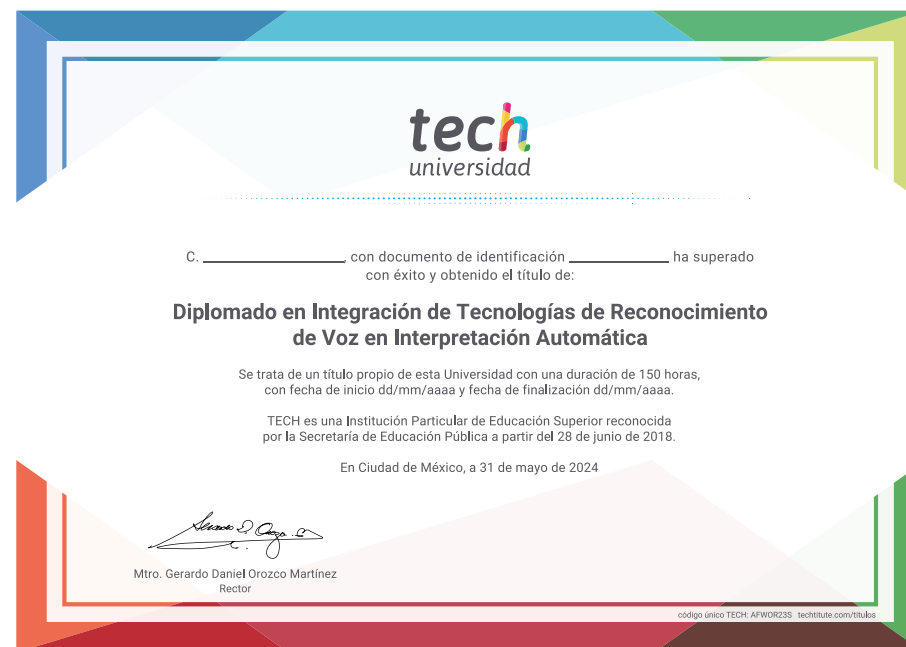 tech
universidad
C. ____________, con documento de identificación ____________ ha superado
con éxito y obtenido el título de:
Diplomado en Integración de Tecnologías de Reconocimiento
de Voz en Interpretación Automática
Se trata de un título propio de esta Universidad con una duración de 150 horas,
con fecha de inicio dd/mm/aaaa y fecha de finalización dd/mm/aaaa.
TECH es una Institución Particular de Educación Superior reconocida
por la Secretaría de Educación Pública a partir del 28 de junio de 2018.
En Ciudad de México, a 31 de mayo de 2024
Mtro. Gerardo Daniel Orozco Martínez
Rector
código único TECH: AFWOR23S techtitute.com/titulos